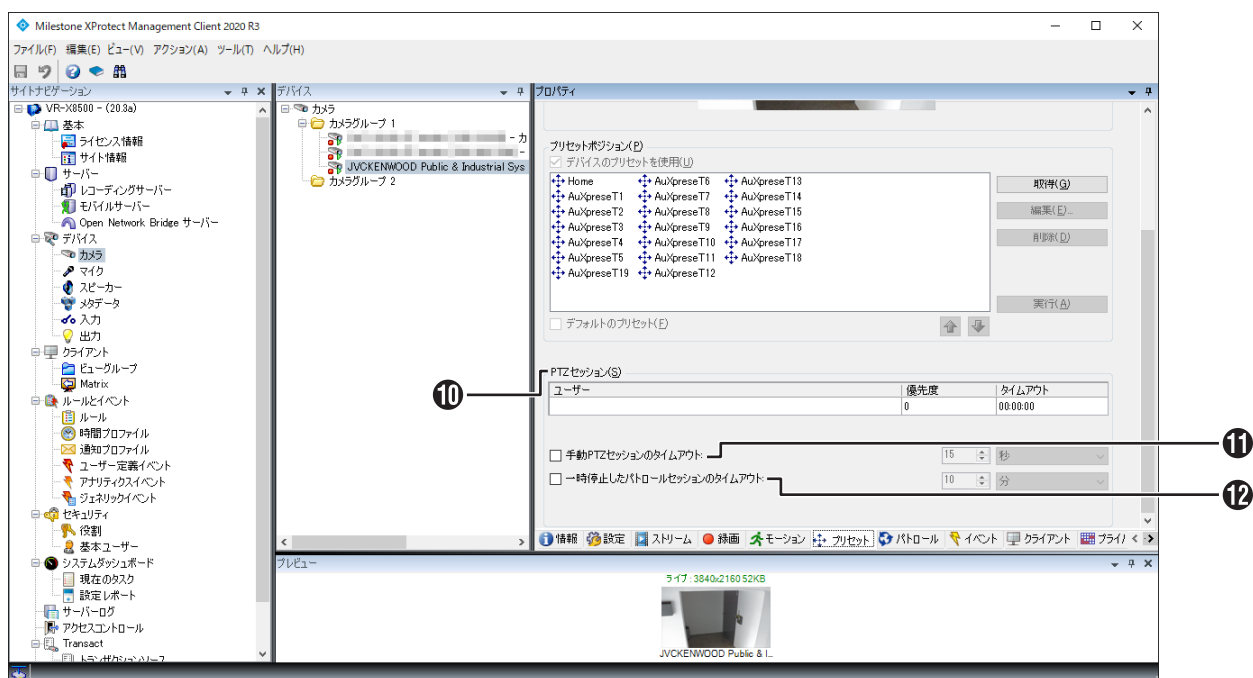 Milestone XProtect Management Client 2020 R3
ファイル(F) 編集(E) ビュー(V) アクション(A) ツール(T) ヘルプ(H)
サイトナビゲーション
VR-X8500 - (20.3a)
基本
ライセンス情報
サイト情報
サーバー
レコーディングサーバー
モバイルサーバー
Open Network Bridge サーバー
デバイス
カメラ
マイク
スピーカー
メタデータ
入力
出力
クライアント
ビューグループ
Matrix
ルールとイベント
ルール
時間プロファイル
通知プロファイル
ユーザー定義イベント
アナリティクスイベント
ジェネリックイベント
セキュリティ
役割
基本ユーザー
システムダッシュボード
現在のタスク
設定レポート
サーバーログ
アクセスコントロール
Transact
トランザクションソース
デバイス
カメラ
カメラグループ 1
- カ
-
JVCKENWOOD Public & Industrial Sys
カメラグループ 2
プロパティ
プリセットポジション(P)
デバイスのプリセットを使用(U)
Home AuXpreseT6 AuXpreseT13
AuXpreseT1 AuXpreseT7 AuXpreseT14
AuXpreseT2 AuXpreseT8 AuXpreseT15
AuXpreseT3 AuXpreseT9 AuXpreseT16
AuXpreseT4 AuXpreseT10 AuXpreseT17
AuXpreseT5 AuXpreseT11 AuXpreseT18
AuXpreseT19 AuXpreseT12
取得(G)
編集(E)...
削除(D)
実行(A)
デフォルトのプリセット(F)
⑩
PTZセッション(S)
ユーザー 優先度 タイムアウト
0 00:00:00
手動PTZセッションのタイムアウト: 15 秒
⑪
一時停止したパトロールセッションのタイムアウト: 10 分
⑫
情報 設定 ストリーム 録画 モーション プリセット パトロール イベント クライアント プライ
プレビュー
ライブ: 3840x2160 52KB
JVCKENWOOD Public & I...